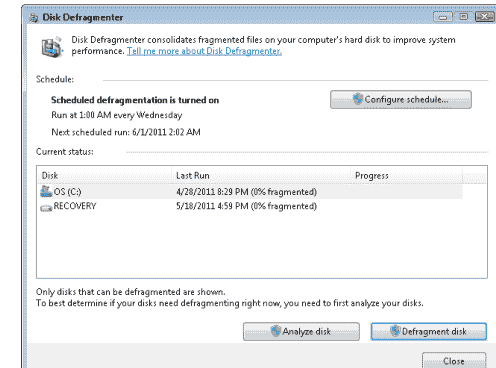 Disk Defragmenter
Disk Defragmenter consolidates fragmented files on your computer's hard disk to improve system
performance. Tell me more about Disk Defragmenter.
Schedule:
Scheduled defragmentation is turned on
Configure schedule...
Run at 1:00 AM every Wednesday
Next scheduled run: 6/1/2011 2:02 AM
Current status:
Disk Last Run Progress
OS (C:) 4/28/2011 8:29 PM (0% fragmented)
RECOVERY 5/18/2011 4:59 PM (0% fragmented)
Only disks that can be defragmented are shown.
To best determine if your disks need defragmenting right now, you need to first analyze your disks.
Analyze disk Defragment disk
Close